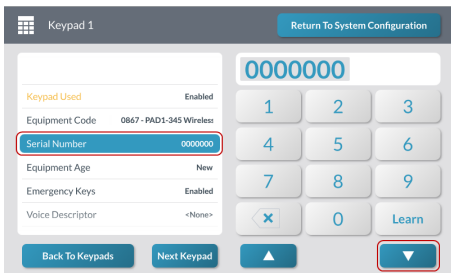 Keypad 1
Return To System Configuration
0000000
Keypad Used Enabled
Equipment Code 0867 - PAD1-345 Wireless
Serial Number 0000000
Equipment Age New
Emergency Keys Enabled
Voice Descriptor <None>
1 2 3
4 5 6
7 8 9
0 Learn
Back To Keypads Next Keypad